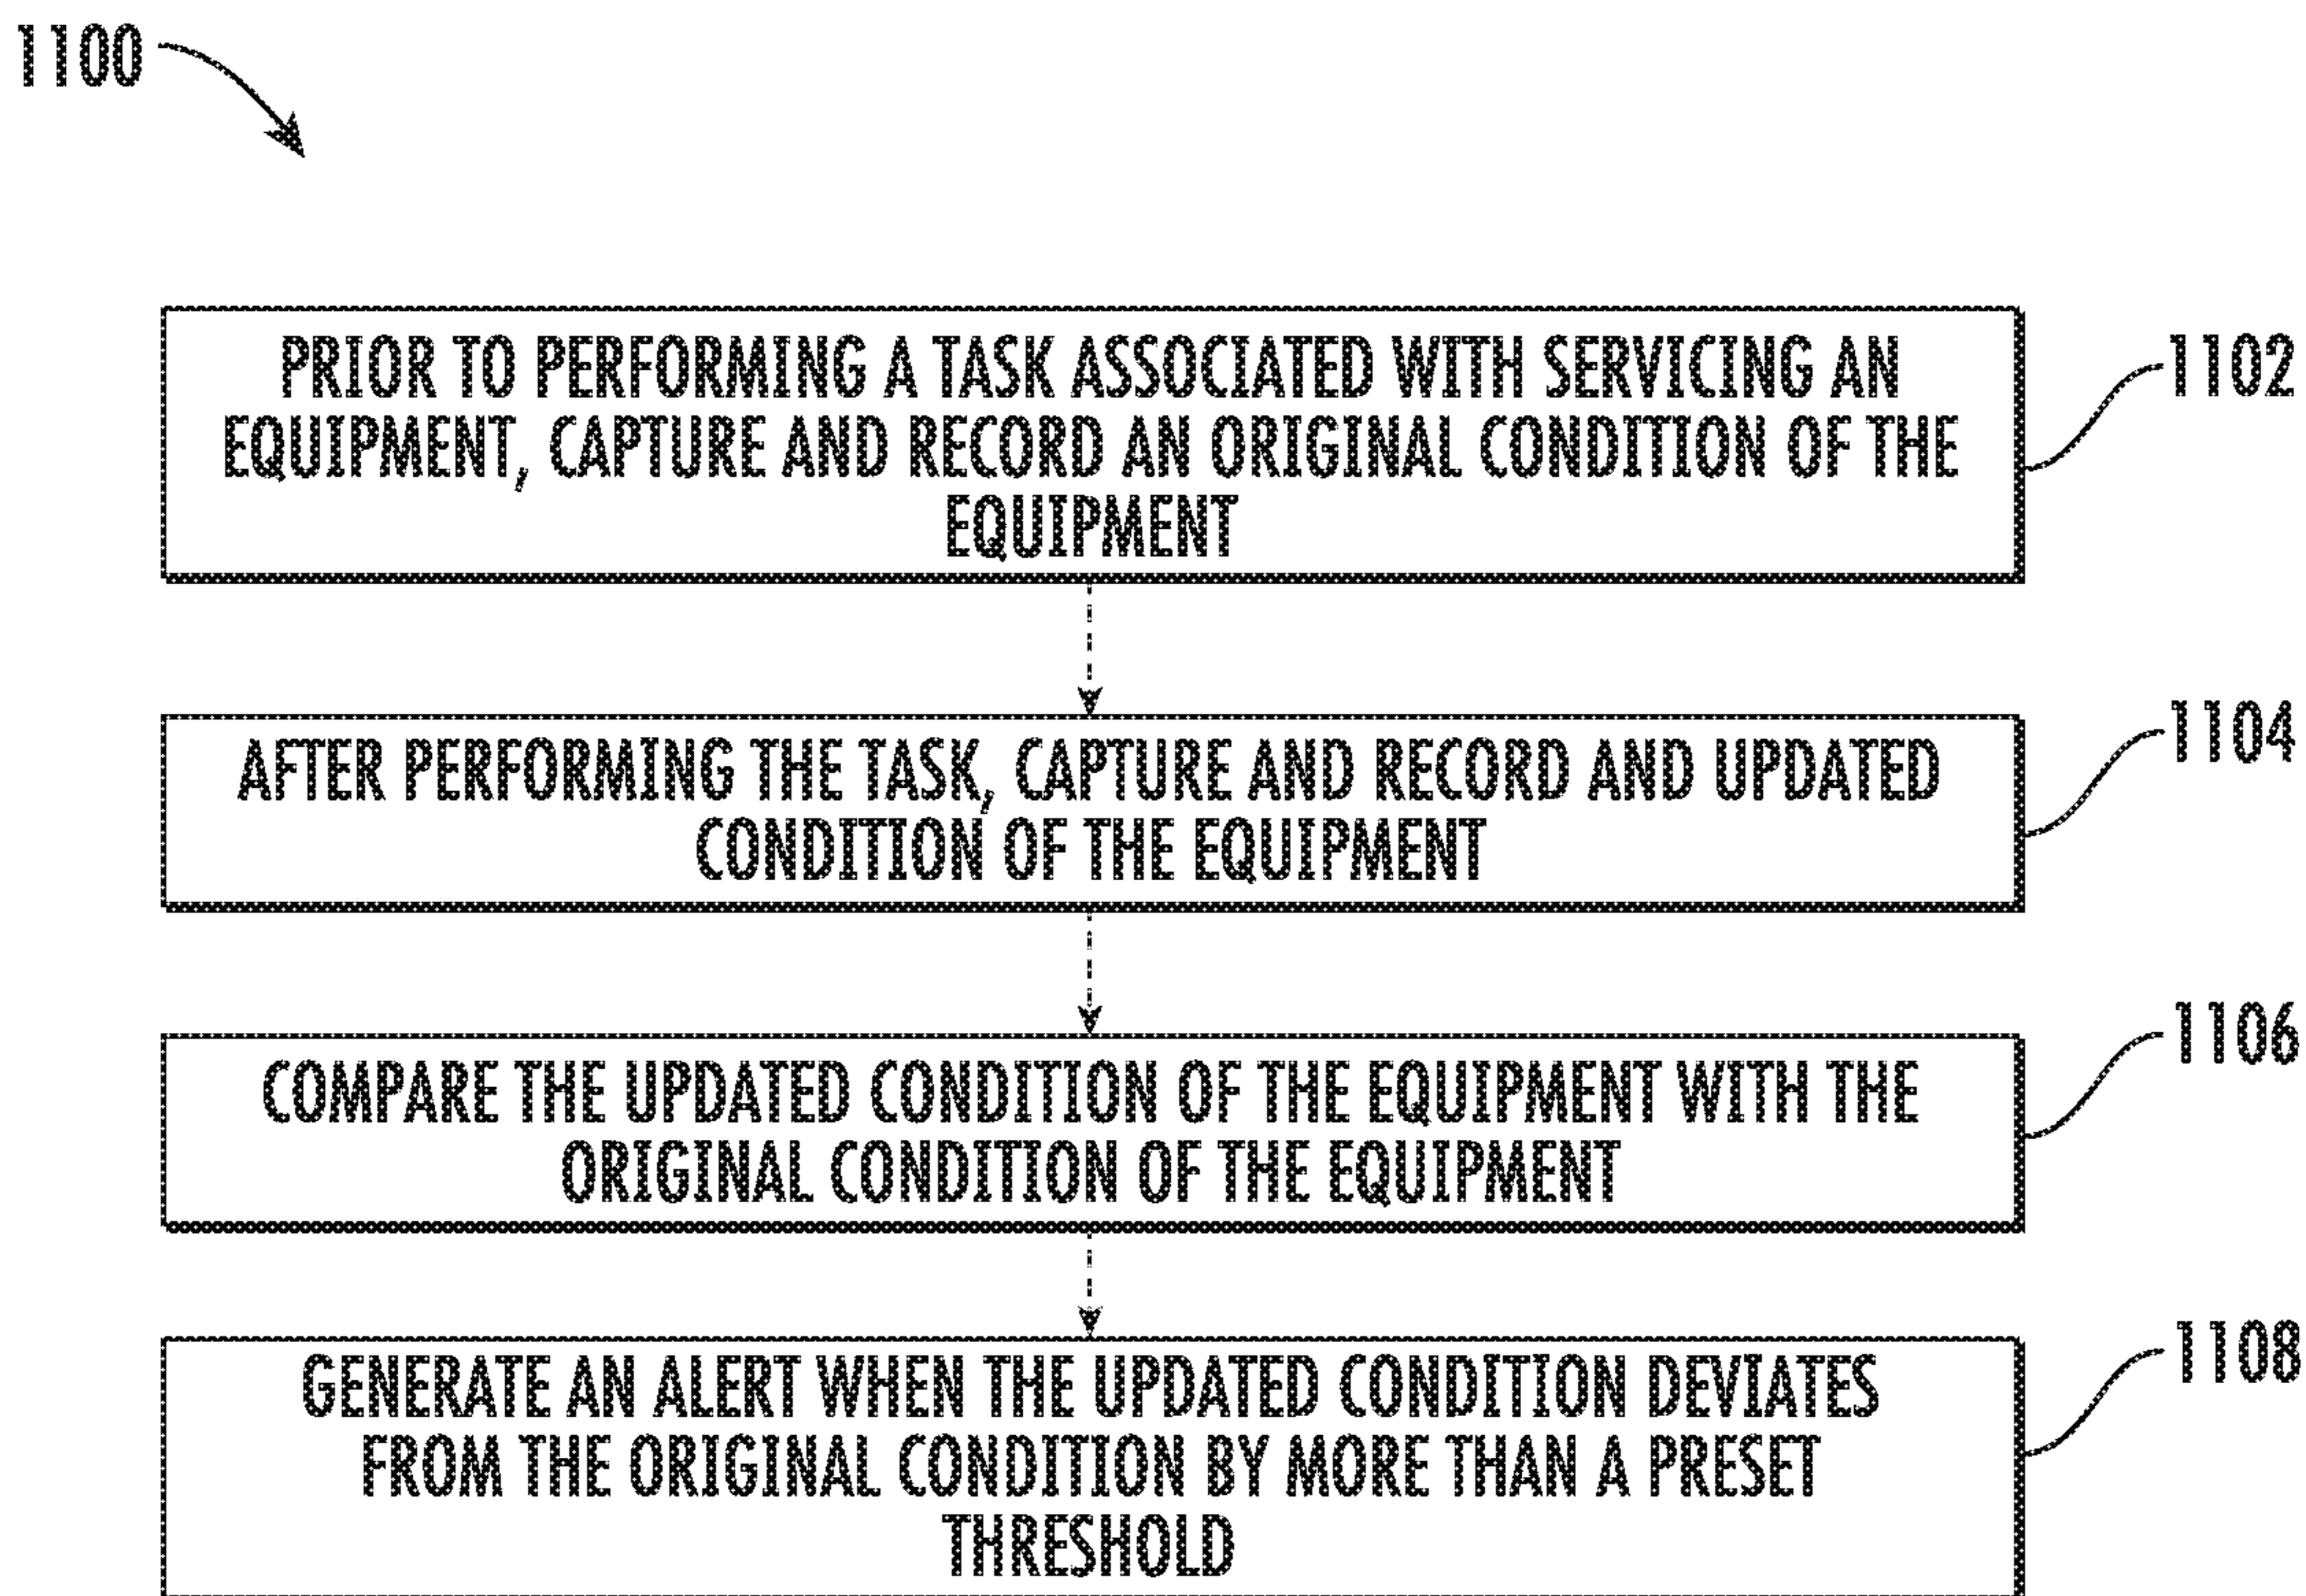 1100
PRIOR TO PERFORMING A TASK ASSOCIATED WITH SERVICING AN
EQUIPMENT, CAPTURE AND RECORD AN ORIGINAL CONDITION OF THE
EQUIPMENT
1102
AFTER PERFORMING THE TASK, CAPTURE AND RECORD AND UPDATED
CONDITION OF THE EQUIPMENT
1104
COMPARE THE UPDATED CONDITION OF THE EQUIPMENT WITH THE
ORIGINAL CONDITION OF THE EQUIPMENT
1106
GENERATE AN ALERT WHEN THE UPDATED CONDITION DEVIATES
FROM THE ORIGINAL CONDITION BY MORE THAN A PRESET
THRESHOLD
1108